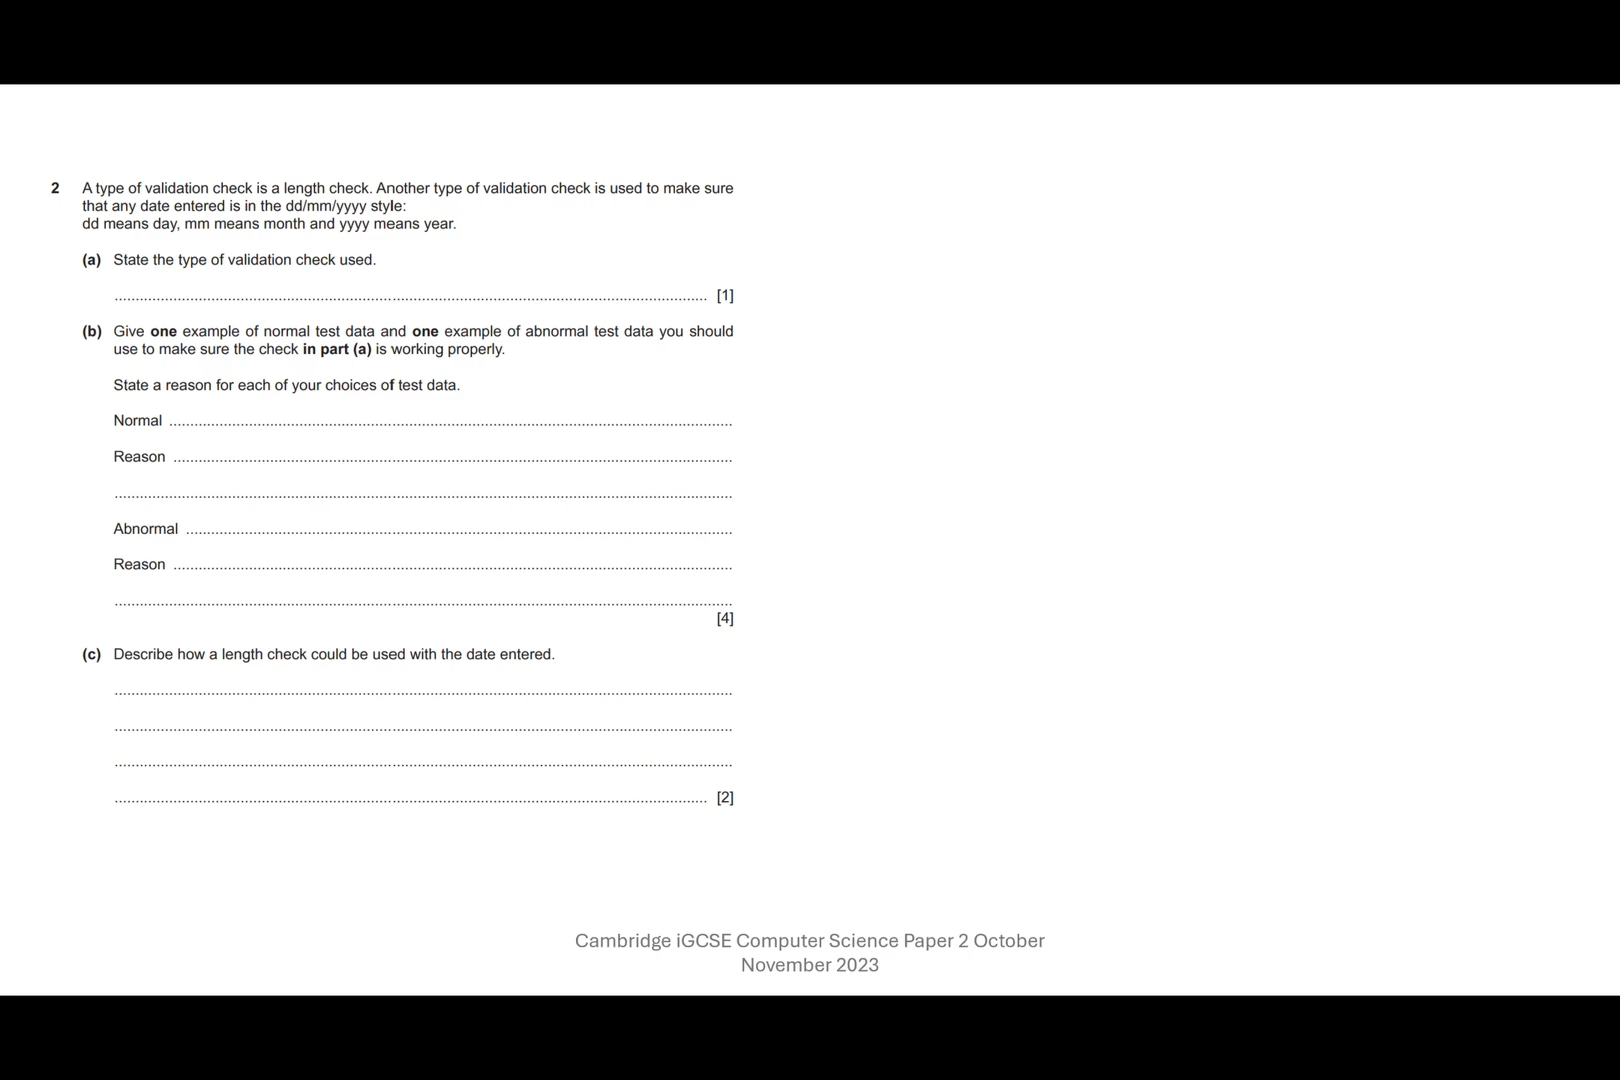 2 A type of validation check is a length check. Another type of validation check is used to make sure
that any date entered is in the dd/mm/yyyy style:
dd means day, mm means month and yyyy means year.
(a) State the type of validation check used.
.......................................................................................................................................... [1]
(b) Give one example of normal test data and one example of abnormal test data you should
use to make sure the check in part (a) is working properly.
State a reason for each of your choices of test data.
Normal ....................................................................................................................................
Reason ...................................................................................................................................
................................................................................................................................................
Abnormal ................................................................................................................................
Reason ...................................................................................................................................
................................................................................................................................................
[4]
(c) Describe how a length check could be used with the date entered.
................................................................................................................................................
................................................................................................................................................
................................................................................................................................................
.......................................................................................................................................... [2]
Cambridge iGCSE Computer Science Paper 2 October
November 2023